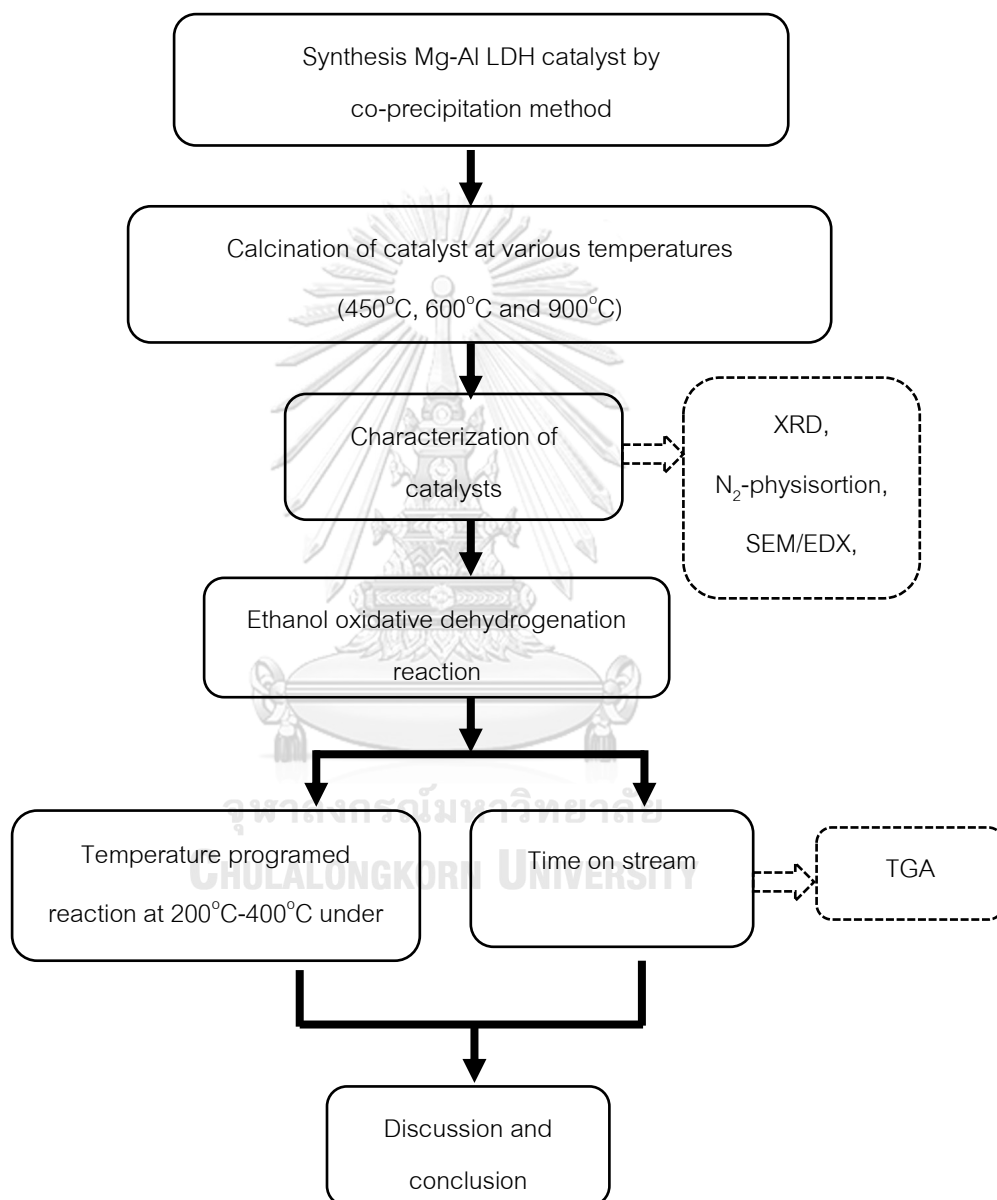 Synthesis Mg-Al LDH catalyst by
co-precipitation method
Calcination of catalyst at various temperatures
(450°C, 600°C and 900°C)
Characterization of
catalysts
XRD,
N₂-physisortion,
SEM/EDX,
Ethanol oxidative dehydrogenation
reaction
จุฬาลงกรณ์มหาวิทยาลัย
CHULALONGKORN UNIVERSITY
Temperature programed
reaction at 200°C-400°C under
Time on stream
TGA
Discussion and
conclusion